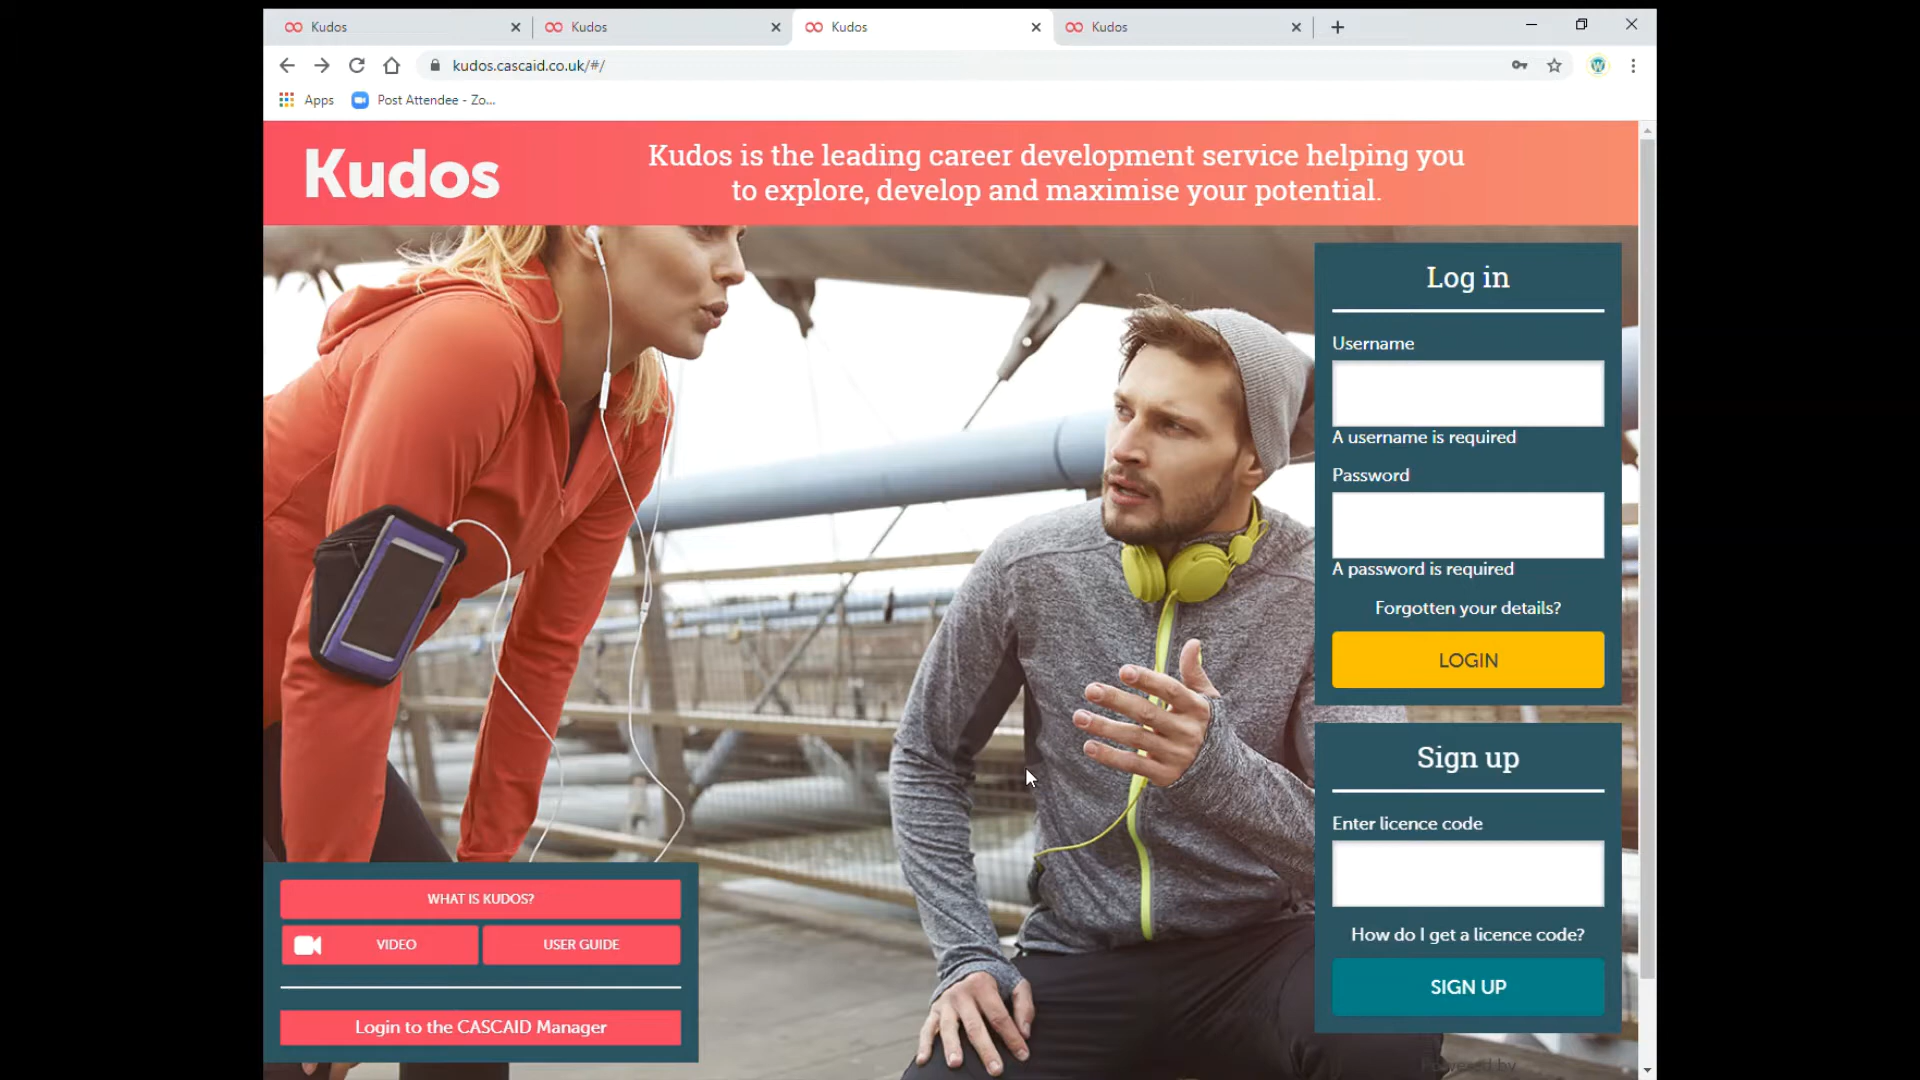 Kudos
Kudos
Kudos
Kudos
kudos.cascaid.co.uk/#/
Apps
Post Attendee - Zo...
Kudos
Kudos is the leading career development service helping you
to explore, develop and maximise your potential.
Log in
Username
A username is required
Password
A password is required
Forgotten your details?
LOGIN
Sign up
Enter licence code
How do I get a licence code?
SIGN UP
WHAT IS KUDOS?
VIDEO
USER GUIDE
Login to the CASCAID Manager
Powered by